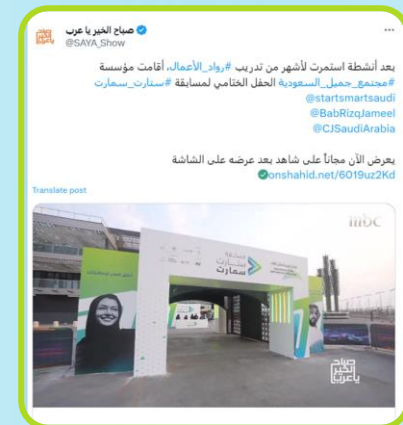 صباح الخير يا عرب
@SAYA_Show
بعد أنشطة استمرت لأشهر من تدريب #رواد_الأعمال، أقامت مؤسسة
#مجتمع_جميل_السعودية الحفل الختامي لمسابقة #ستارت_سمارت
@startsmartsaudi
@BabRizqJameel
@CJSaudiArabia
يعرض الآن مجاناً على شاهد بعد عرضه على الشاشة
onshahid.net/6019uz2Kd
Translate post
mbc
مسابقة
ستارت
سمارت
صباح
الخير
يا عرب